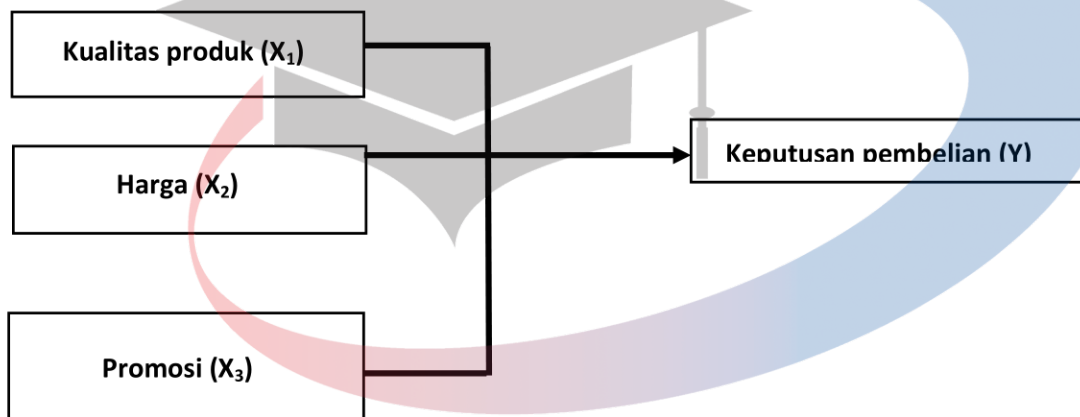 Kualitas produk (X₁)
Harga (X₂)
Keputusan pembelian (Y)
Promosi (X₃)